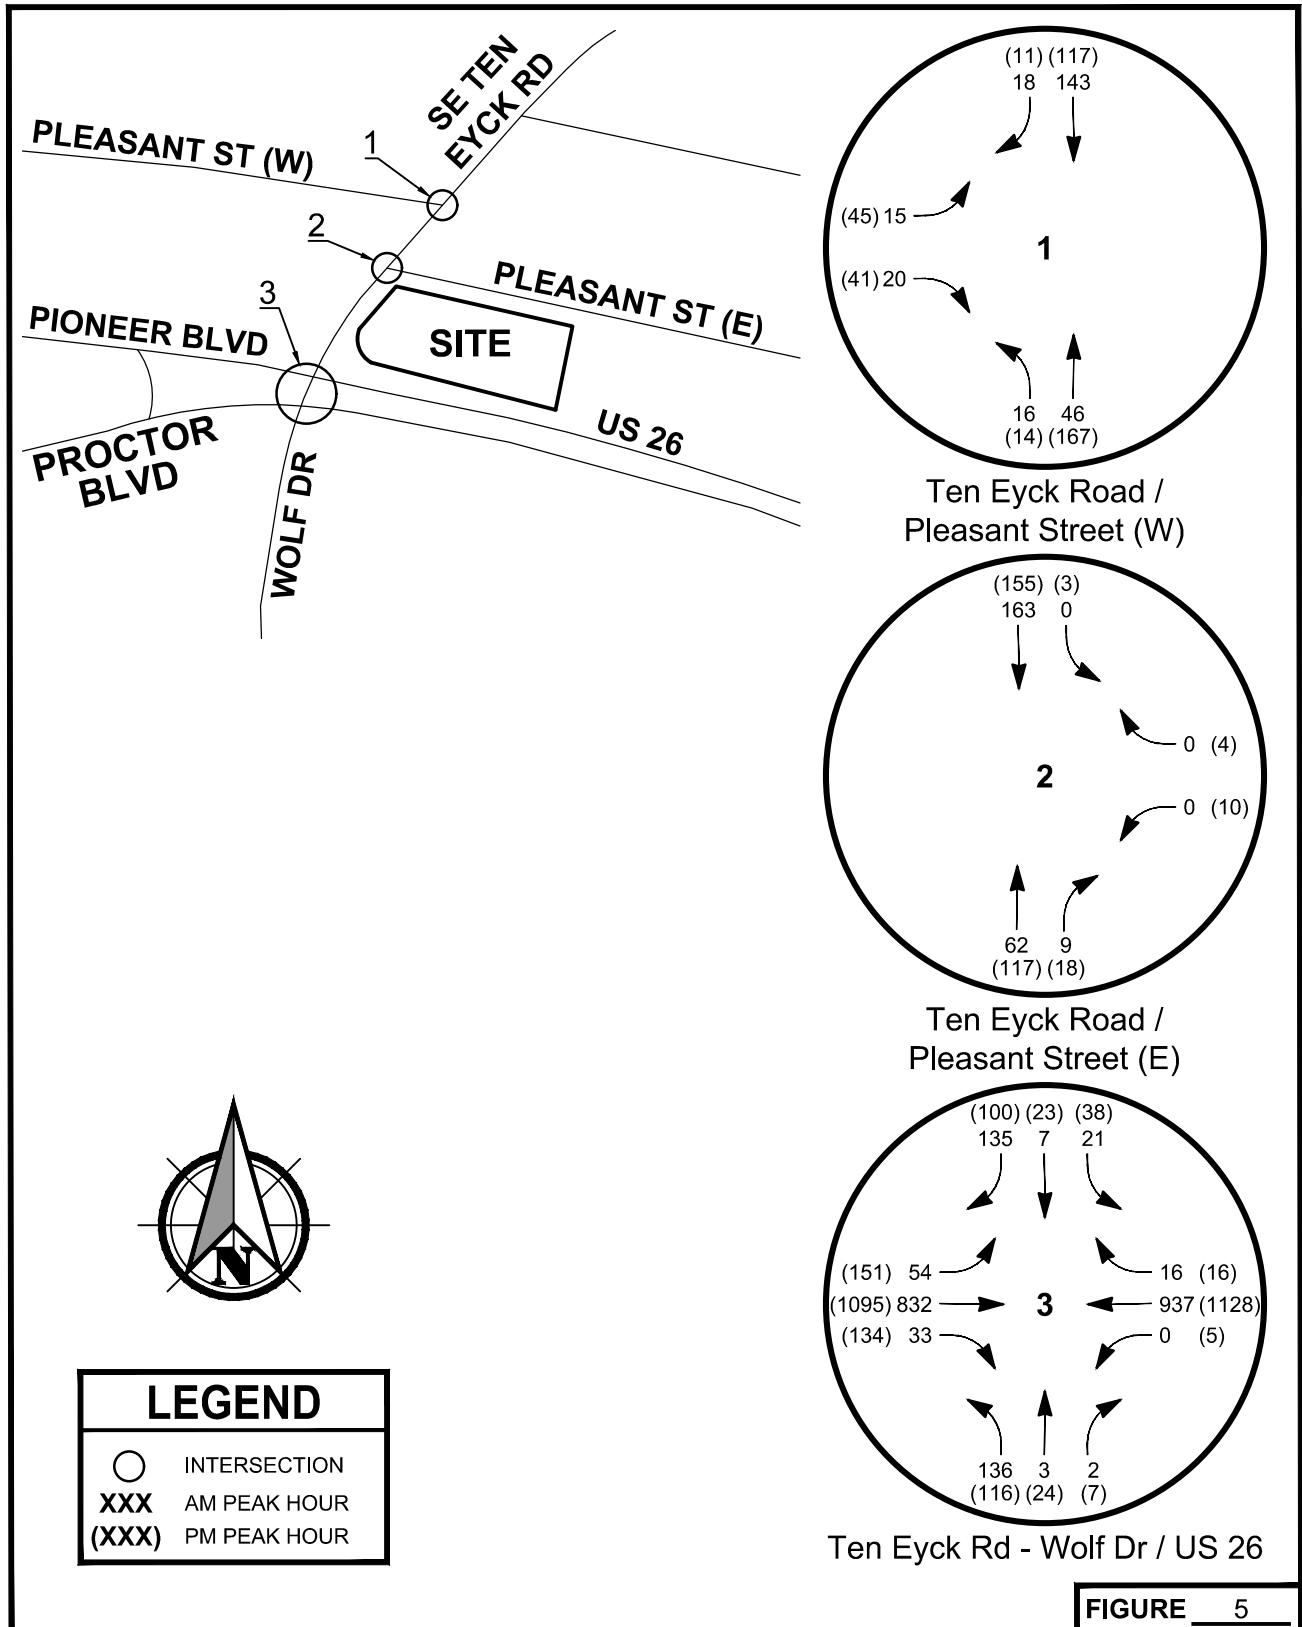 SE TEN
EYCK RD
PLEASANT ST (W)
1
2
3
PLEASANT ST (E)
PIONEER BLVD
SITE
US 26
PROCTOR
BLVD
WOLF DR
(11) (117)
18 143
(45) 15
1
(41) 20
16 46
(14) (167)
Ten Eyck Road /
Pleasant Street (W)
(155) (3)
163 0
0 (4)
2
0 (10)
62 9
(117) (18)
Ten Eyck Road /
Pleasant Street (E)
(100) (23) (38)
135 7 21
(151) 54 16 (16)
(1095) 832 3 937 (1128)
(134) 33 0 (5)
136 3 2
(116) (24) (7)
Ten Eyck Rd - Wolf Dr / US 26
N
LEGEND
INTERSECTION
XXX AM PEAK HOUR
(XXX) PM PEAK HOUR
FIGURE 5